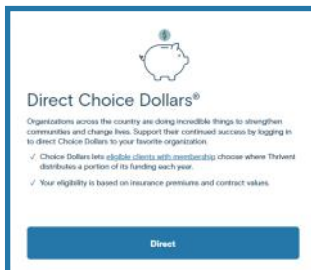 $
Direct Choice Dollars®
Organizations across the country are doing incredible things to strengthen
communities and change lives. Support their continued success by logging in
to direct Choice Dollars to your favorite organization.
✓ Choice Dollars lets eligible clients with membership choose where Thrivent
distributes a portion of its funding each year.
✓ Your eligibility is based on insurance premiums and contract values.
Direct